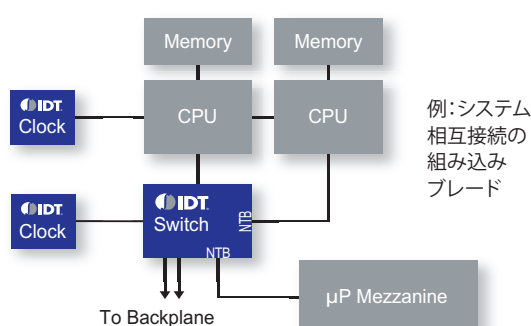 Memory
Memory
IDT
Clock
CPU
CPU
例：システム
相互接続の
組み込み
ブレード
IDT
Clock
IDT
Switch
NTB
NTB
To Backplane
µP Mezzanine